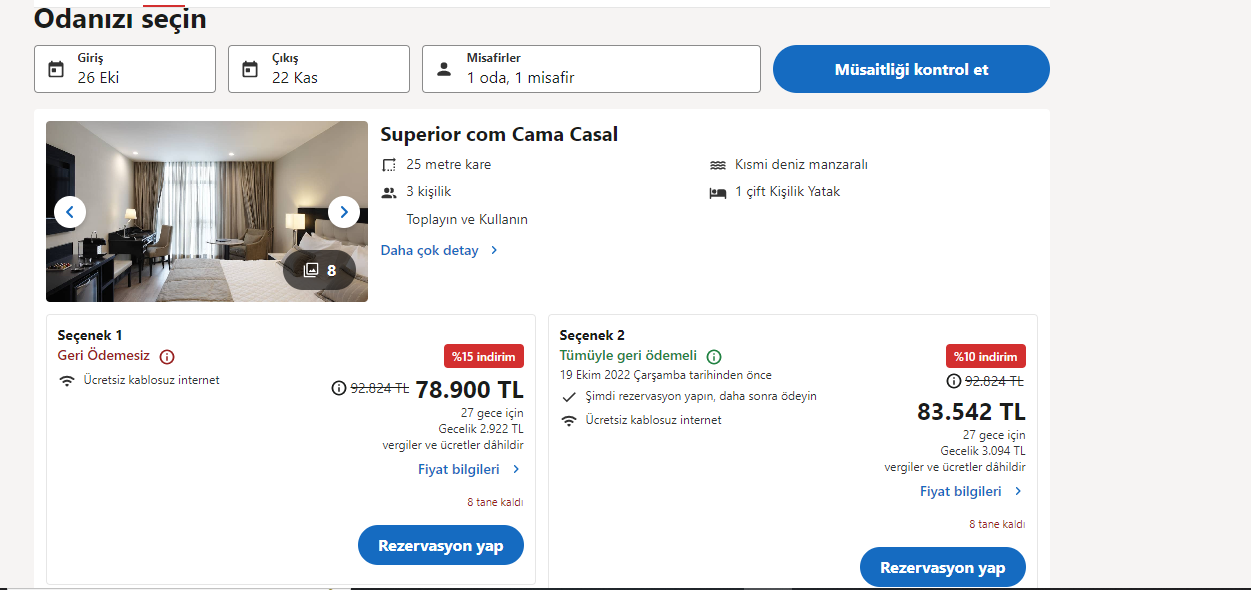 Odanızı seçin
Giriş
26 Eki
Çıkış
22 Kas
Misafirler
1 oda, 1 misafir
Müsaitliği kontrol et
Superior com Cama Casal
25 metre kare
Kısmi deniz manzaralı
3 kişilik
1 çift Kişilik Yatak
Toplayın ve Kullanın
Daha çok detay
8
Seçenek 1
Geri Ödemesiz
%15 indirim
Ücretsiz kablosuz internet
92.824 TL 78.900 TL
27 gece için
Gecelik 2.922 TL
vergiler ve ücretler dâhildir
Fiyat bilgileri
8 tane kaldı
Rezervasyon yap
Seçenek 2
Tümüyle geri ödemeli
%10 indirim
19 Ekim 2022 Çarşamba tarihinden önce
92.824 TL
Şimdi rezervasyon yapın, daha sonra ödeyin
83.542 TL
Ücretsiz kablosuz internet
27 gece için
Gecelik 3.094 TL
vergiler ve ücretler dâhildir
Fiyat bilgileri
8 tane kaldı
Rezervasyon yap